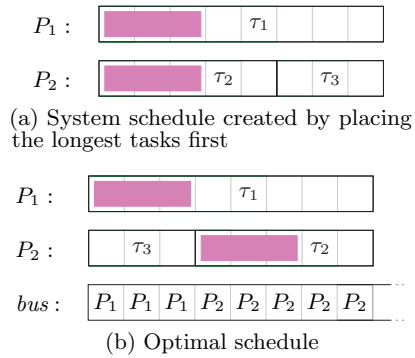 P₁ : τ₁
P₂ : τ₂ τ₃
(a) System schedule created by placing
the longest tasks first
P₁ : τ₁
P₂ : τ₃ τ₂
bus : P₁ P₁ P₁ P₂ P₂ P₂ P₂ P₂
(b) Optimal schedule